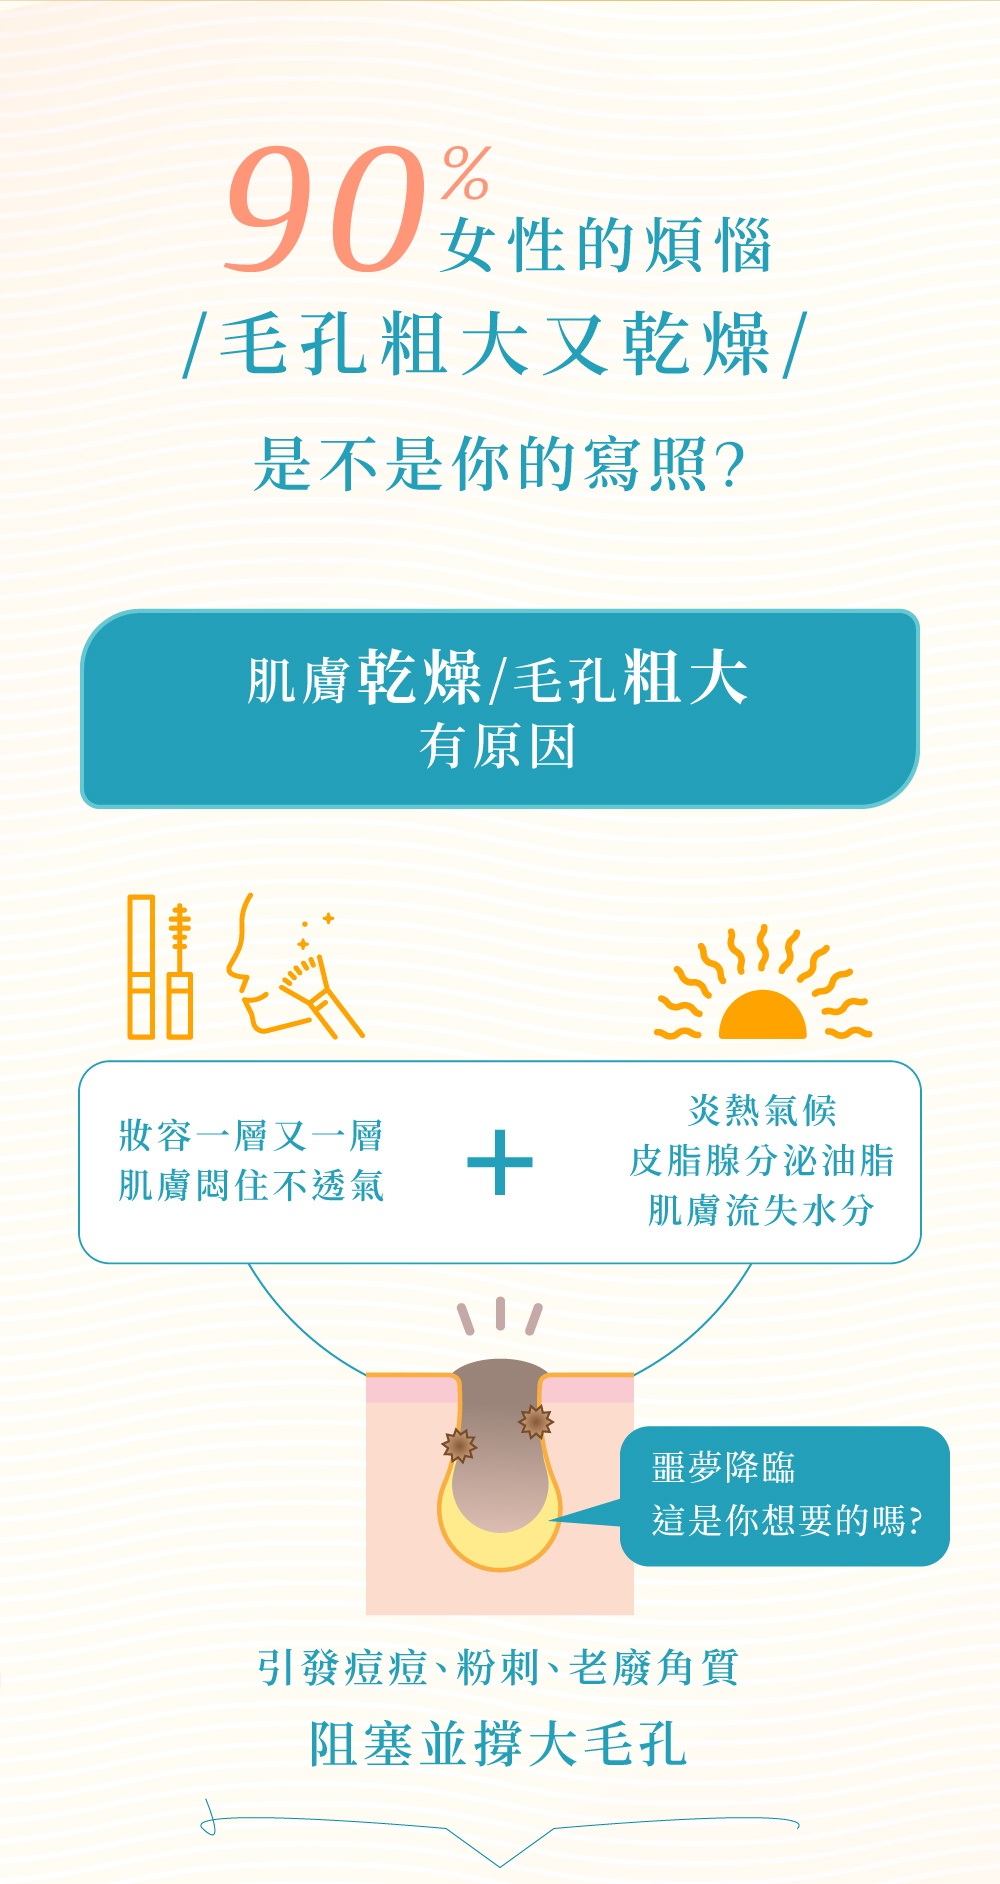 90%
女性的煩惱
/毛孔粗大又乾燥/
是不是你的寫照?
肌膚乾燥/毛孔粗大
有原因
妝容一層又一層
肌膚悶住不透氣
+
炎熱氣候
皮脂腺分泌油脂
肌膚流失水分
噩夢降臨
這是你想要的嗎?
引發痘痘、粉刺、老廢角質
阻塞並撐大毛孔